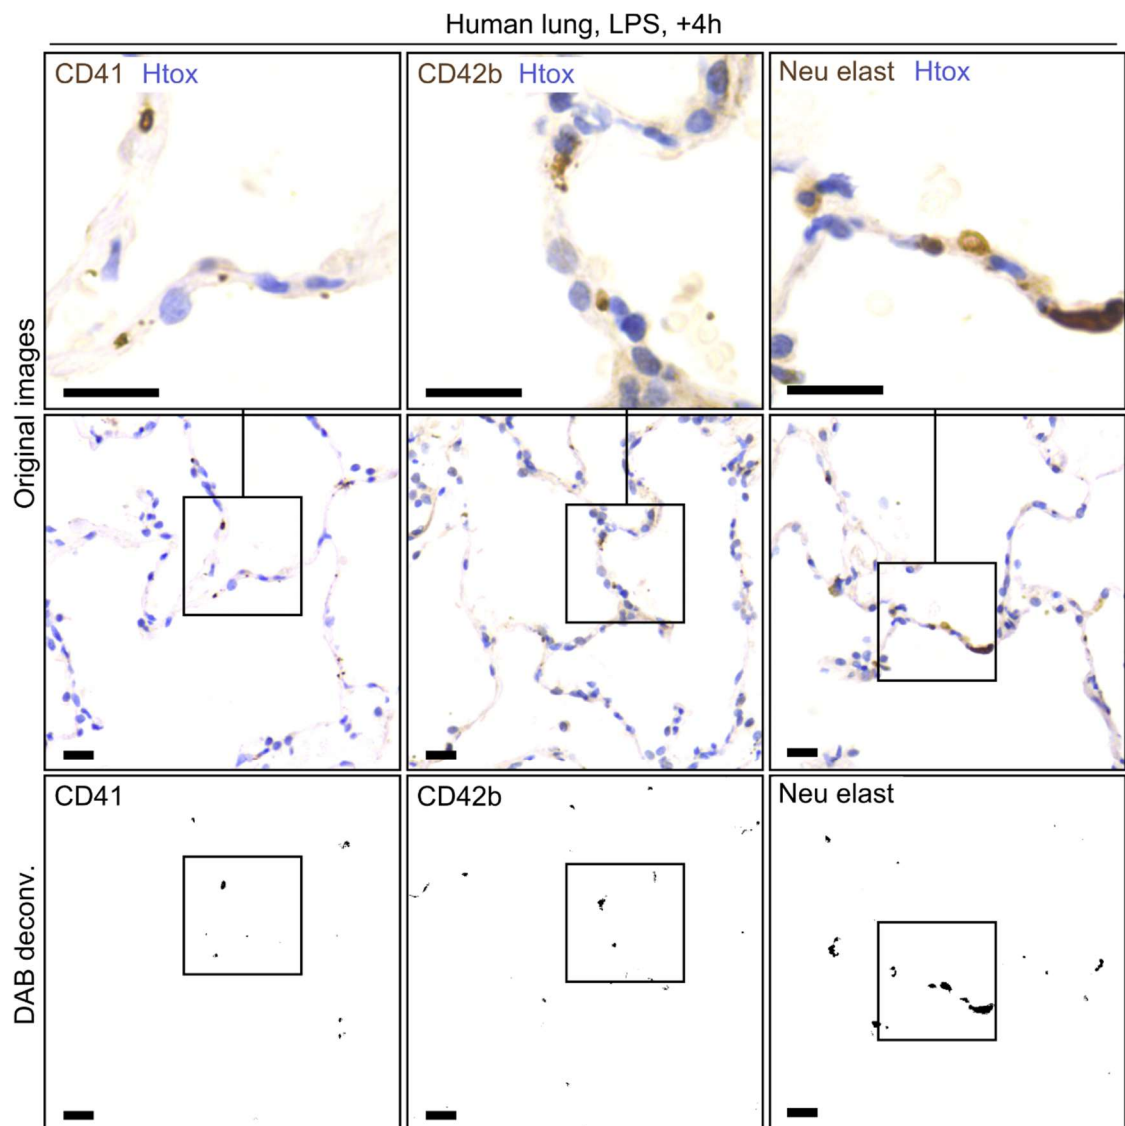 Human lung, LPS, +4h
CD41 Htox
CD42b Htox
Neu elast Htox
Original images
CD41
CD42b
Neu elast
DAB deconv.